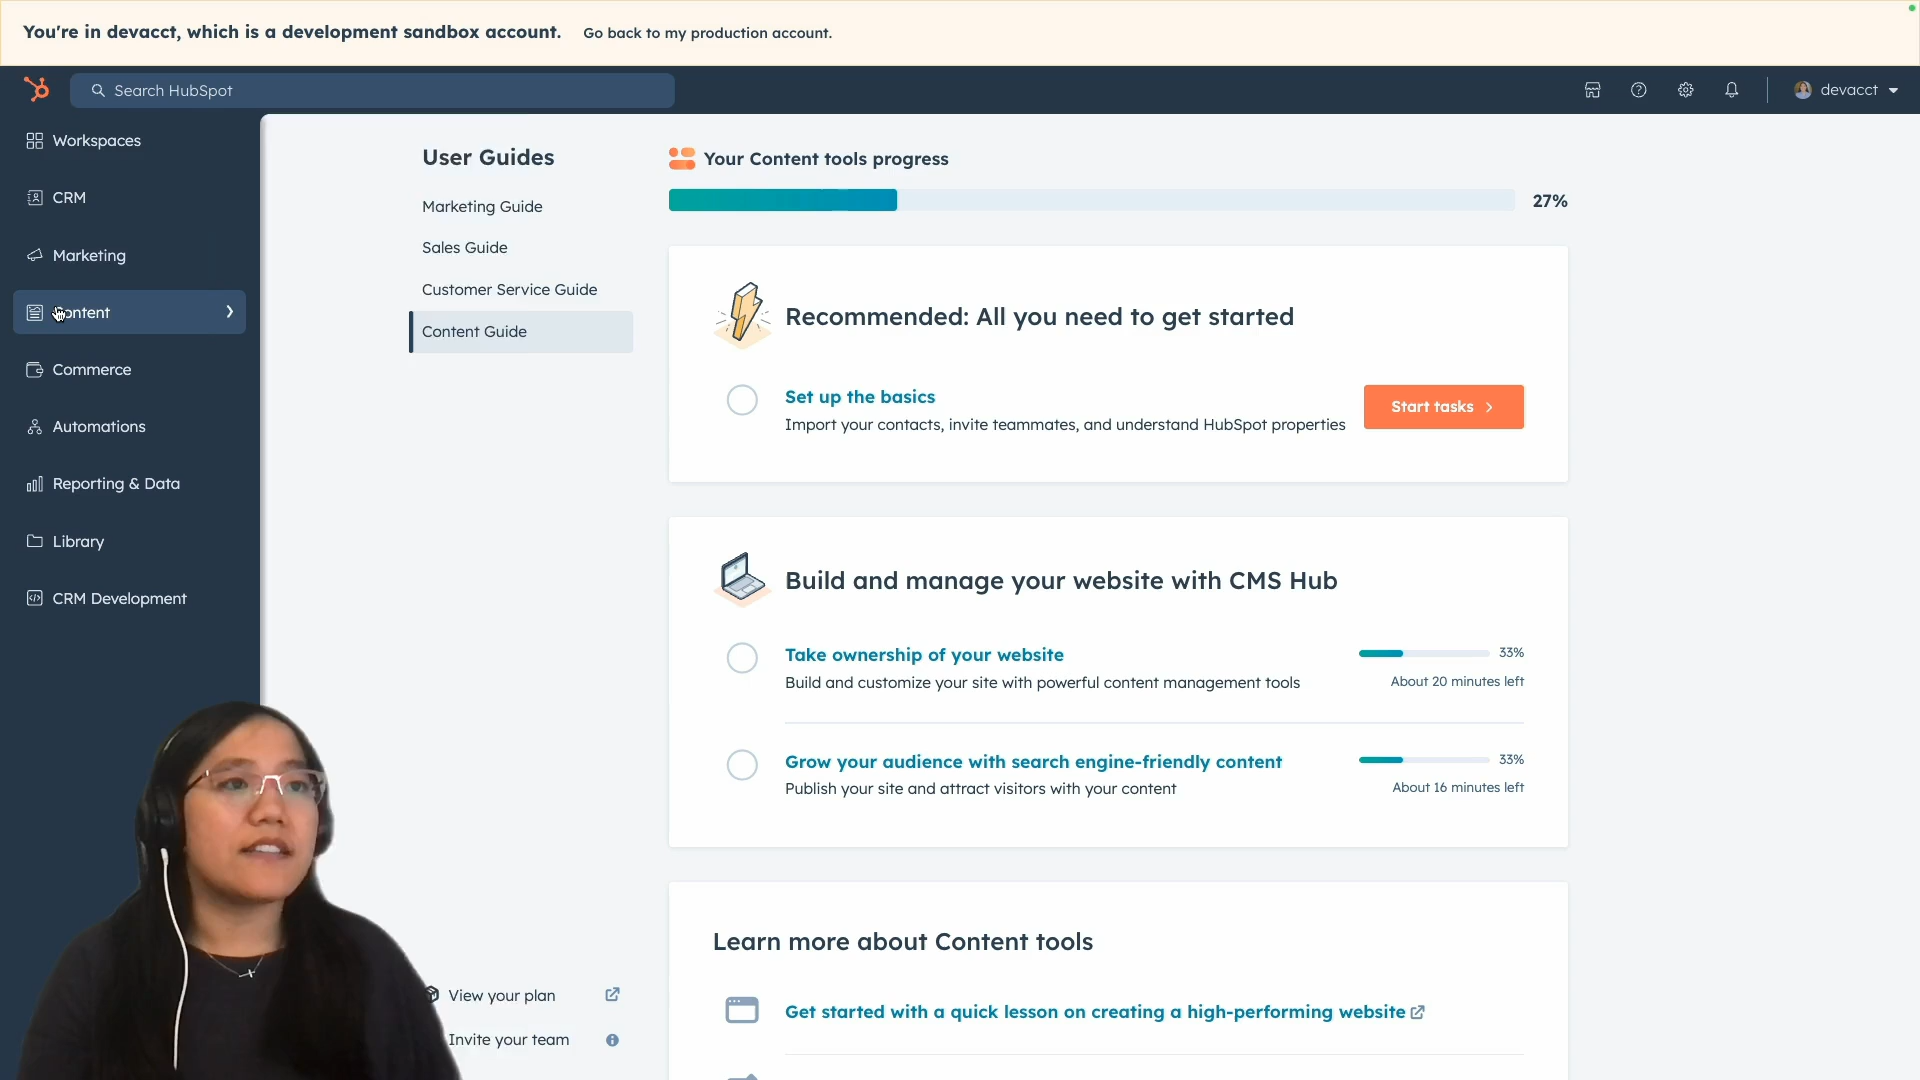 You're in devacct, which is a development sandbox account. Go back to my production account.
Search HubSpot
devacct
Workspaces
CRM
Marketing
Content
Commerce
Automations
Reporting & Data
Library
CRM Development
User Guides
Marketing Guide
Sales Guide
Customer Service Guide
Content Guide
View your plan
Invite your team
Your Content tools progress
27%
Recommended: All you need to get started
Set up the basics
Import your contacts, invite teammates, and understand HubSpot properties
Start tasks
Build and manage your website with CMS Hub
Take ownership of your website
33%
Build and customize your site with powerful content management tools
About 20 minutes left
Grow your audience with search engine-friendly content
33%
Publish your site and attract visitors with your content
About 16 minutes left
Learn more about Content tools
Get started with a quick lesson on creating a high-performing website